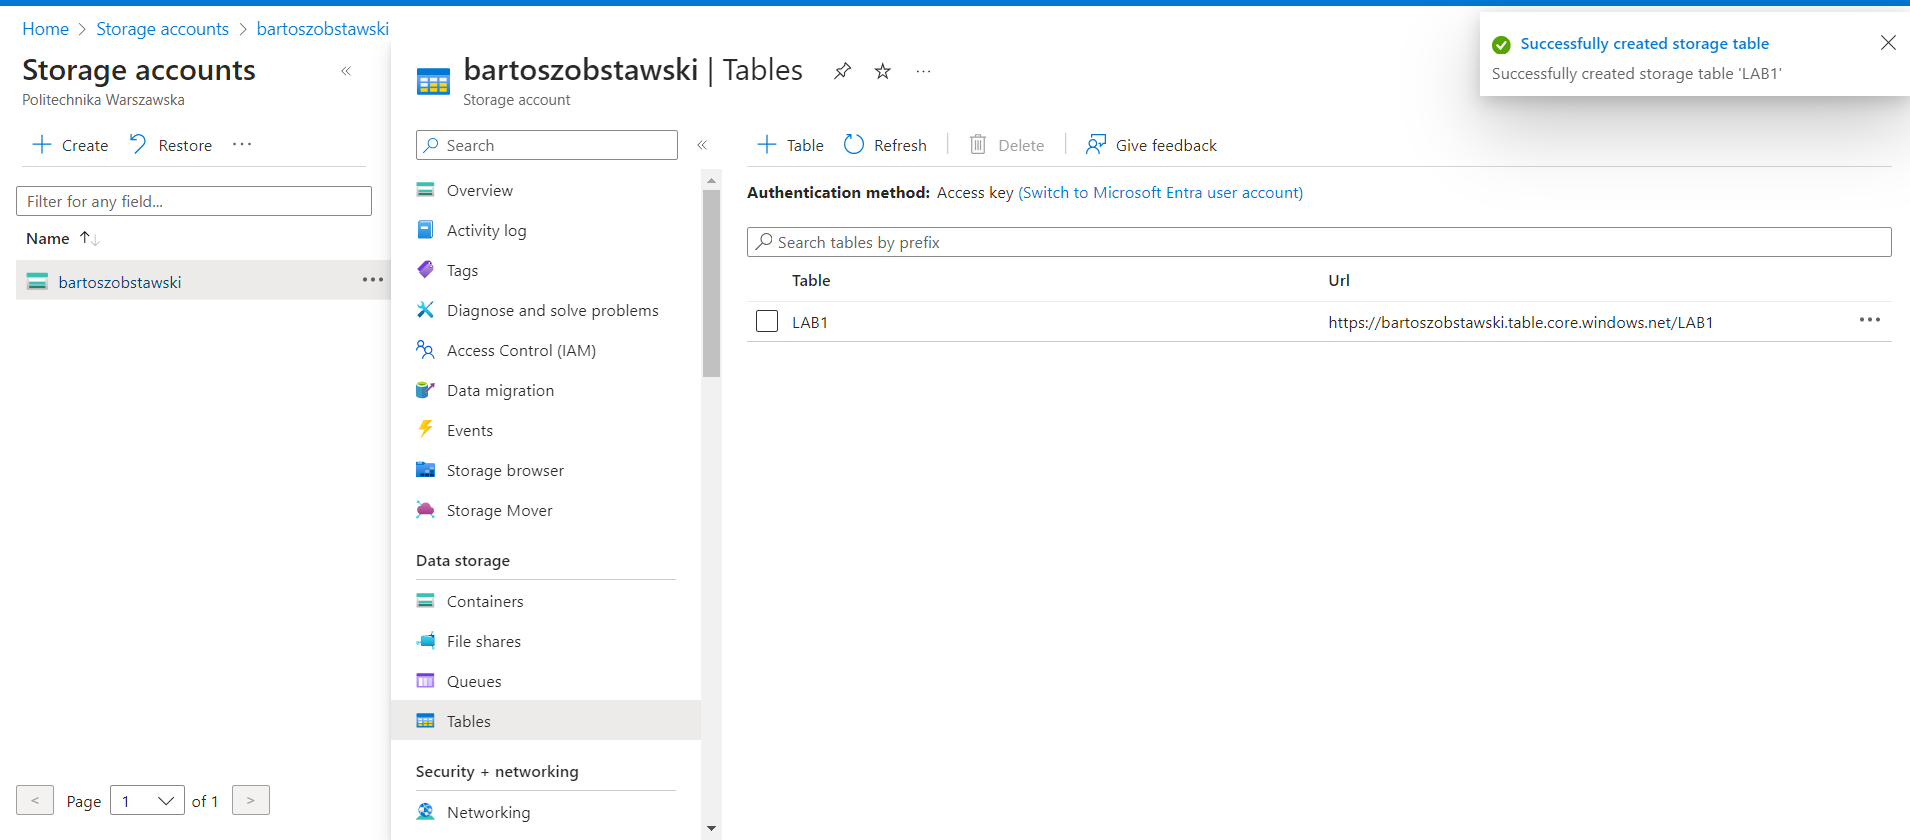 Home > Storage accounts > bartoszobstawski
Storage accounts
Politechnika Warszawska
Create Restore ...
Filter for any field...
Name
bartoszobstawski ...
< Page 1 of 1 >
bartoszobstawski | Tables ...
Storage account
Search
Overview
Activity log
Tags
Diagnose and solve problems
Access Control (IAM)
Data migration
Events
Storage browser
Storage Mover
Data storage
Containers
File shares
Queues
Tables
Security + networking
Networking
Table Refresh Delete Give feedback
Authentication method: Access key (Switch to Microsoft Entra user account)
Search tables by prefix
Table Url
LAB1 https://bartoszobstawski.table.core.windows.net/LAB1 ...
Successfully created storage table
Successfully created storage table 'LAB1'